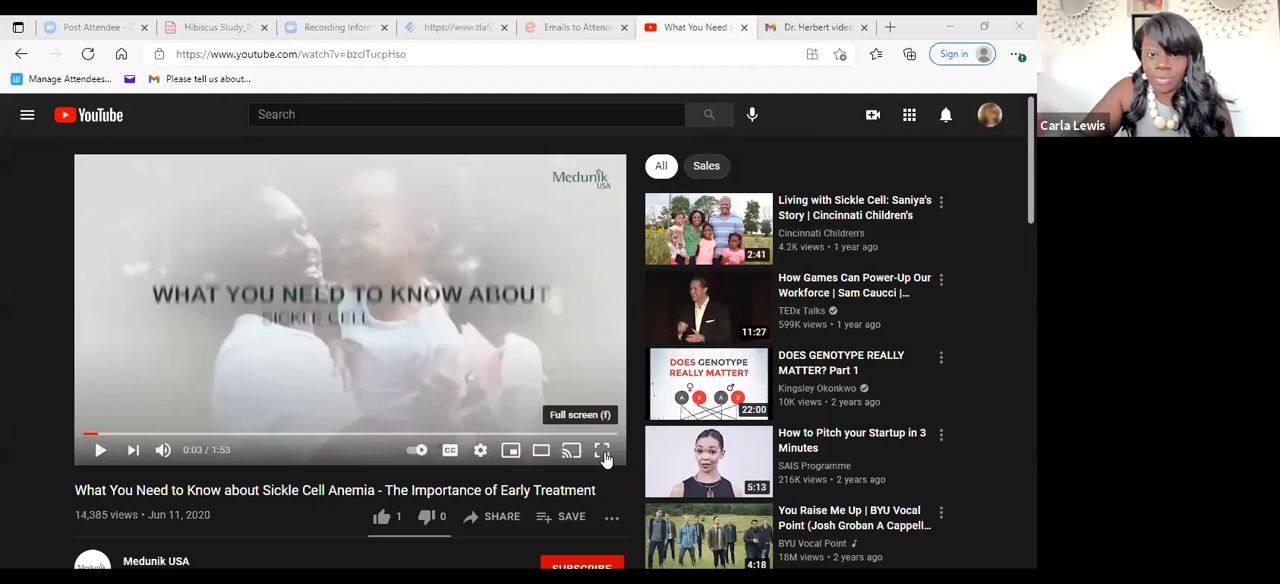 Post Attendee -
Hibiscus Study_P
Recording Infor
https://www.tlafc
Emails to Attende
What You Need t
Dr. Herbert video
https://www.youtube.com/watch?v=bzcITucpHso
Sign in
Manage Attendees...
Please tell us about...
YouTube
Search
Carla Lewis
Medunik
USA
WHAT YOU NEED TO KNOW ABOUT
SICKLE CELL
Full screen (f)
0:03 / 1:53
CC
What You Need to Know about Sickle Cell Anemia - The Importance of Early Treatment
14,385 views • Jun 11, 2020
1
0
SHARE
SAVE
Medunik
Medunik USA
SUBSCRIBE
All
Sales
2:41
Living with Sickle Cell: Saniya's
Story | Cincinnati Children's
Cincinnati Children's
4.2K views • 1 year ago
11:27
How Games Can Power-Up Our
Workforce | Sam Caucci |...
TEDx Talks
599K views • 1 year ago
DOES GENOTYPE
REALLY MATTER?
A S S A S
22:00
DOES GENOTYPE REALLY
MATTER? Part 1
Kingsley Okonkwo
10K views • 2 years ago
5:13
How to Pitch your Startup in 3
Minutes
SAIS Programme
216K views • 2 years ago
4:18
You Raise Me Up | BYU Vocal
Point (Josh Groban A Cappell...
BYU Vocal Point
18M views • 2 years ago